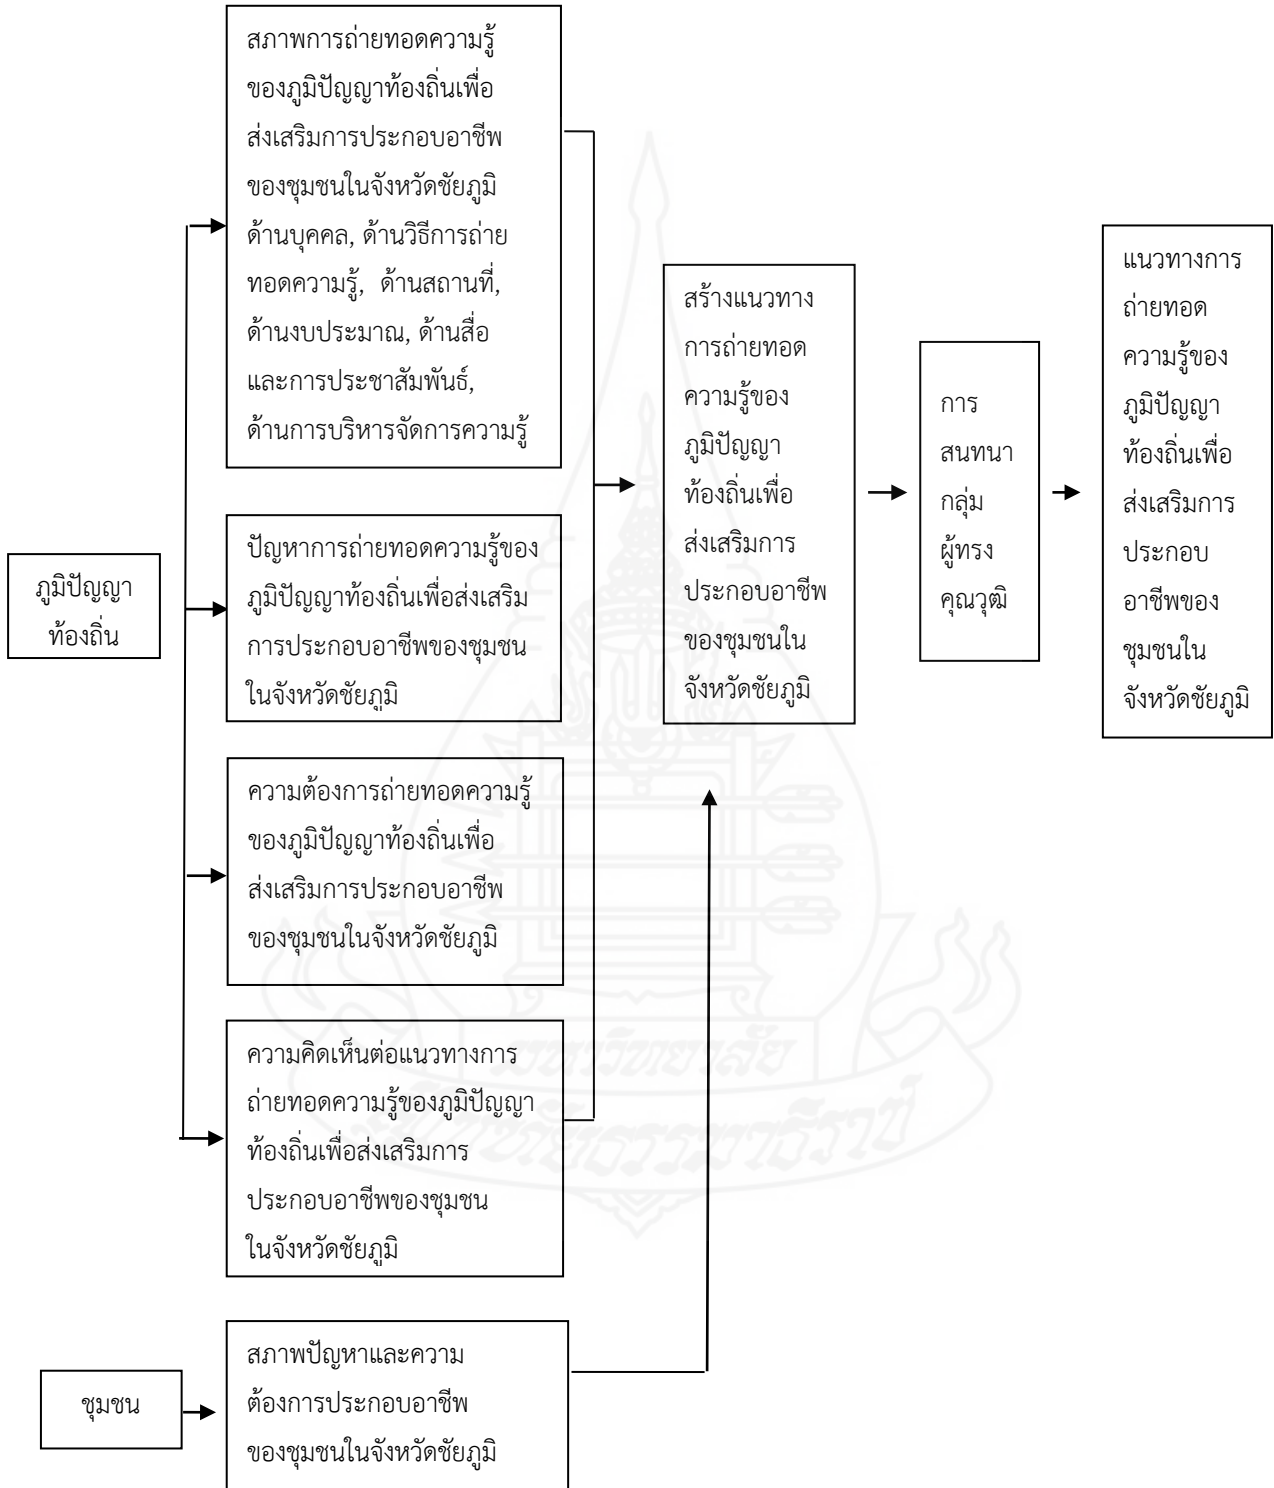 สภาพการถ่ายทอดความรู้
ของภูมิปัญญาท้องถิ่นเพื่อ
ส่งเสริมการประกอบอาชีพ
ของชุมชนในจังหวัดชัยภูมิ
ด้านบุคคล, ด้านวิธีการถ่าย
ทอดความรู้, ด้านสถานที่,
ด้านงบประมาณ, ด้านสื่อ
และการประชาสัมพันธ์,
ด้านการบริหารจัดการความรู้
ภูมิปัญญา
ท้องถิ่น
ปัญหาการถ่ายทอดความรู้ของ
ภูมิปัญญาท้องถิ่นเพื่อส่งเสริม
การประกอบอาชีพของชุมชน
ในจังหวัดชัยภูมิ
ความต้องการถ่ายทอดความรู้
ของภูมิปัญญาท้องถิ่นเพื่อ
ส่งเสริมการประกอบอาชีพ
ของชุมชนในจังหวัดชัยภูมิ
ความคิดเห็นต่อแนวทางการ
ถ่ายทอดความรู้ของภูมิปัญญา
ท้องถิ่นเพื่อส่งเสริมการ
ประกอบอาชีพของชุมชน
ในจังหวัดชัยภูมิ
ชุมชน
สภาพปัญหาและความ
ต้องการประกอบอาชีพ
ของชุมชนในจังหวัดชัยภูมิ
สร้างแนวทาง
การถ่ายทอด
ความรู้ของ
ภูมิปัญญา
ท้องถิ่นเพื่อ
ส่งเสริมการ
ประกอบอาชีพ
ของชุมชนใน
จังหวัดชัยภูมิ
การ
สนทนา
กลุ่ม
ผู้ทรง
คุณวุฒิ
แนวทางการ
ถ่ายทอด
ความรู้ของ
ภูมิปัญญา
ท้องถิ่นเพื่อ
ส่งเสริมการ
ประกอบ
อาชีพของ
ชุมชนใน
จังหวัดชัยภูมิ
มหาวิทยาลัย
สุโขทัยธรรมาธิราช